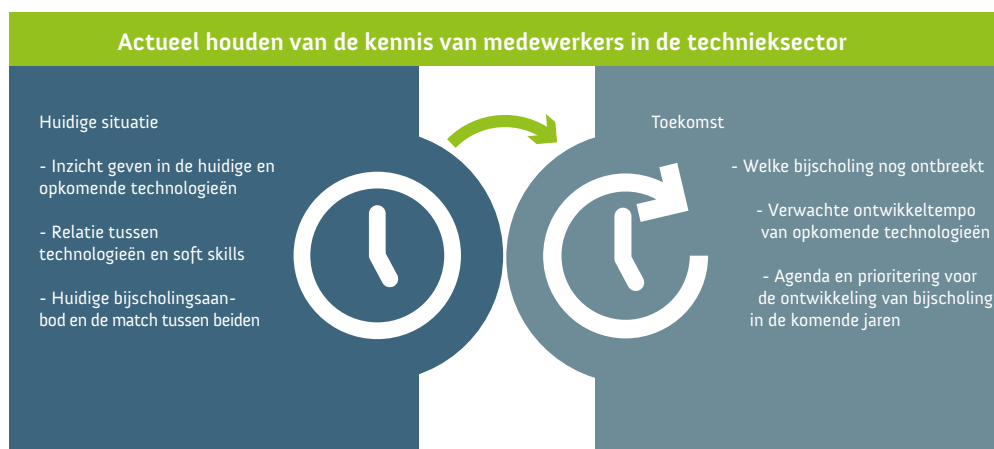 Actueel houden van de kennis van medewerkers in de technieksector
Huidige situatie
- Inzicht geven in de huidige en
opkomende technologieën
- Relatie tussen
technologieën en soft skills
- Huidige bijscholingsaan-
bod en de match tussen beiden
Toekomst
- Welke bijscholing nog ontbreekt
- Verwachte ontwikkeltempo
van opkomende technologieën
- Agenda en prioritering voor
de ontwikkeling van bijscholing
in de komende jaren